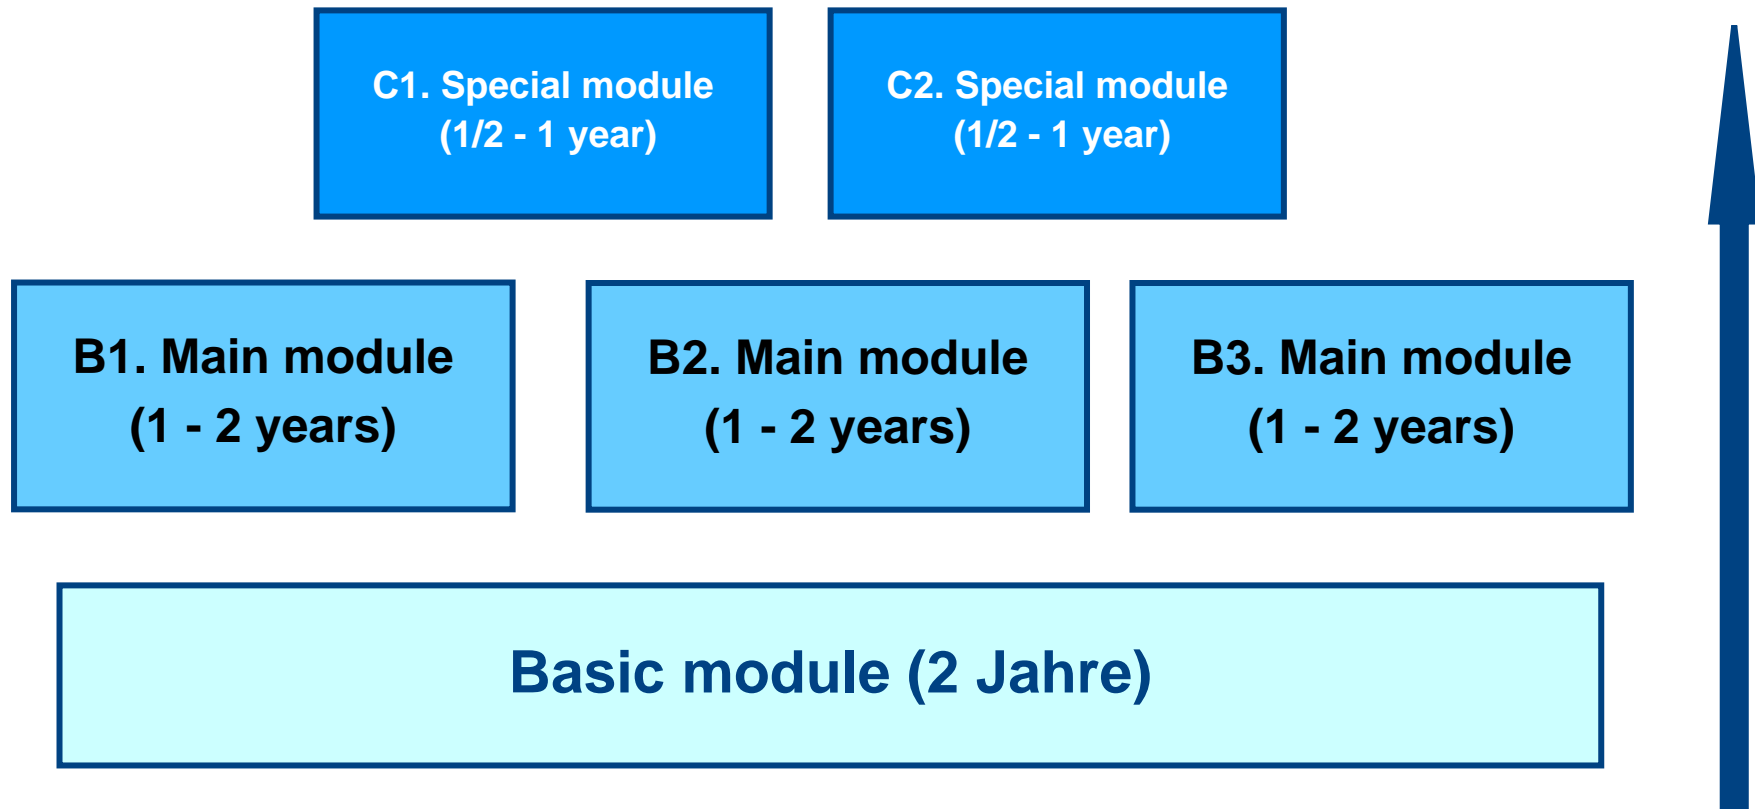 C1. Special module
(1/2 - 1 year)
C2. Special module
(1/2 - 1 year)
B1. Main module
(1 - 2 years)
B2. Main module
(1 - 2 years)
B3. Main module
(1 - 2 years)
Basic module (2 Jahre)